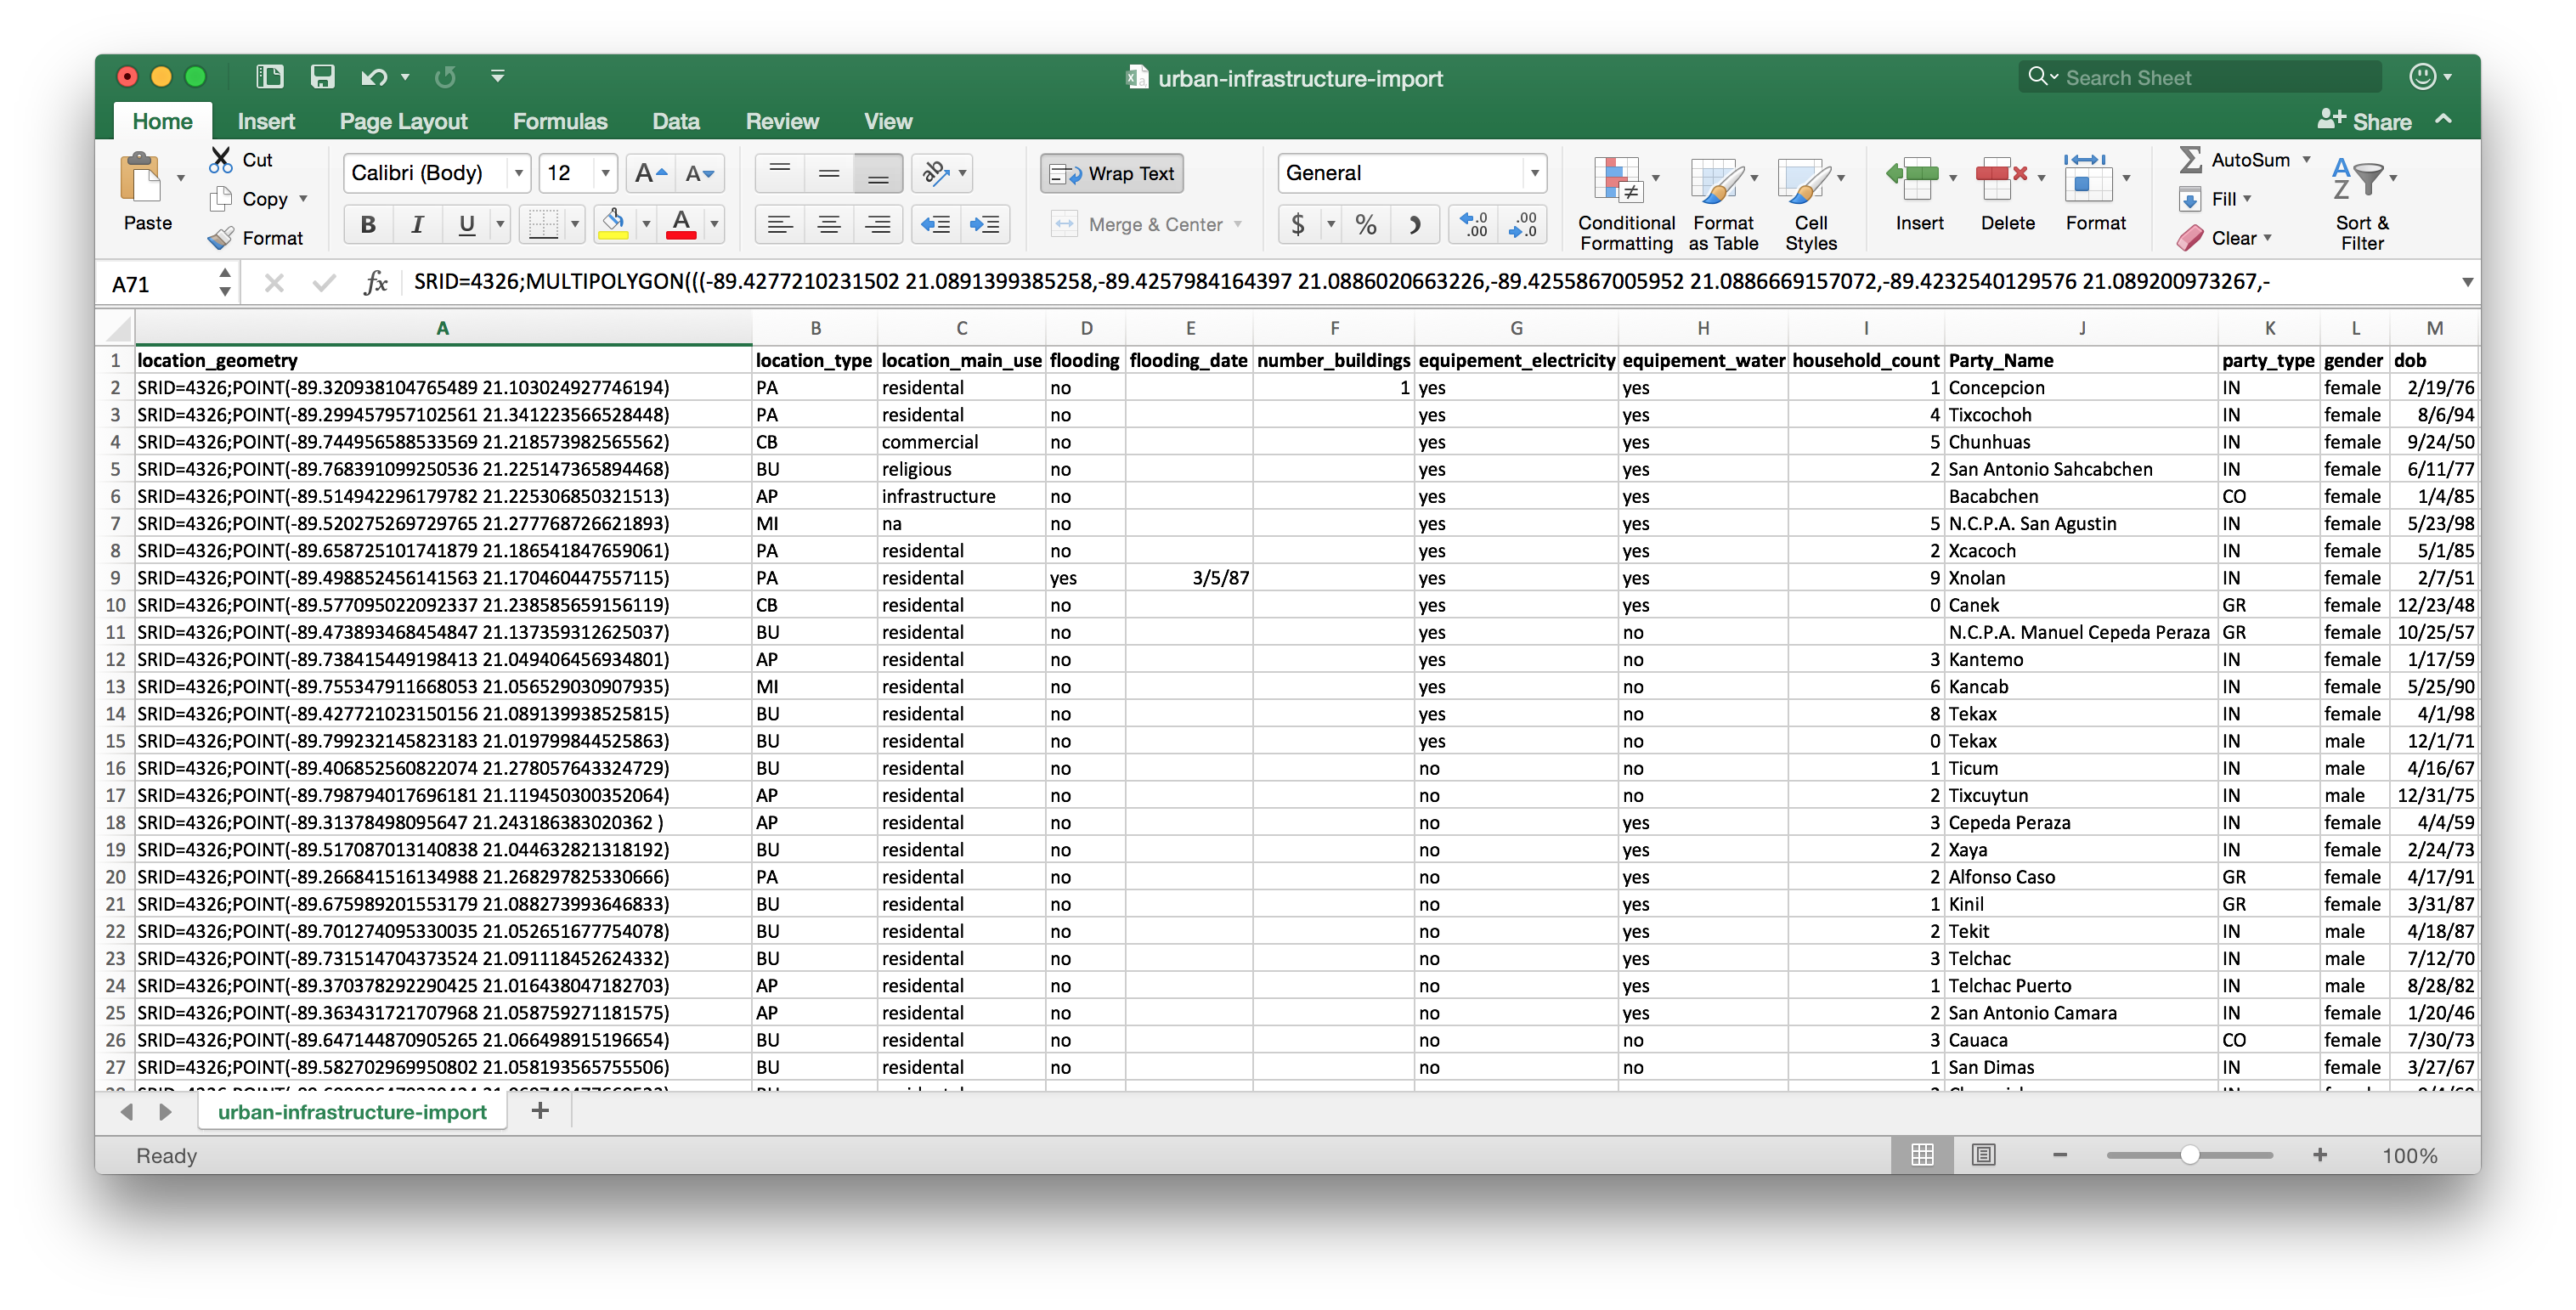 urban-infrastructure-import
Search Sheet
Home Insert Page Layout Formulas Data Review View Share
Paste Cut Copy Format
Calibri (Body) 12
Wrap Text
Merge & Center
General
Conditional Formatting
Format as Table
Cell Styles
Insert Delete Format
AutoSum
Fill
Clear
Sort & Filter
A71 fx SRID=4326;MULTIPOLYGON(((-89.4277210231502 21.0891399385258,-89.4257984164397 21.0886020663226,-89.4255867005952 21.0886669157072,-89.4232540129576 21.089200973267,-
A B C D E F G H I J K L M
1 location_geometry location_type location_main_use flooding flooding_date number_buildings equipement_electricity equipement_water household_count Party_Name party_type gender dob
2 SRID=4326;POINT(-89.320938104765489 21.103024927746194) PA residental no 1 yes yes 1 Concepcion IN female 2/19/76
3 SRID=4326;POINT(-89.299457957102561 21.341223566528448) PA residental no yes yes 4 Tixcochoh IN female 8/6/94
4 SRID=4326;POINT(-89.744956588533569 21.218573982565562) CB commercial no yes yes 5 Chunhuas IN female 9/24/50
5 SRID=4326;POINT(-89.768391099250536 21.225147365894468) BU religious no yes yes 2 San Antonio Sahcabchen IN female 6/11/77
6 SRID=4326;POINT(-89.514942296179782 21.225306850321513) AP infrastructure no yes yes Bacabchen CO female 1/4/85
7 SRID=4326;POINT(-89.520275269729765 21.277768726621893) MI na no yes yes 5 N.C.P.A. San Agustin IN female 5/23/98
8 SRID=4326;POINT(-89.658725101741879 21.186541847659061) PA residental no yes yes 2 Xcacoch IN female 5/1/85
9 SRID=4326;POINT(-89.498852456141563 21.170460447557115) PA residental yes 3/5/87 yes yes 9 Xnolan IN female 2/7/51
10 SRID=4326;POINT(-89.577095022092337 21.238585659156119) CB residental no yes yes 0 Canek GR female 12/23/48
11 SRID=4326;POINT(-89.473893468454847 21.137359312625037) BU residental no yes no N.C.P.A. Manuel Cepeda Peraza GR female 10/25/57
12 SRID=4326;POINT(-89.738415449198413 21.049406456934801) AP residental no yes no 3 Kantemo IN female 1/17/59
13 SRID=4326;POINT(-89.755347911668053 21.056529030907935) MI residental no yes no 6 Kancab IN female 5/25/90
14 SRID=4326;POINT(-89.427721023150156 21.089139938525815) BU residental no yes no 8 Tekax IN female 4/1/98
15 SRID=4326;POINT(-89.799232145823183 21.019799844525863) BU residental no yes no 0 Tekax IN male 12/1/71
16 SRID=4326;POINT(-89.406852560822074 21.278057643324729) BU residental no no no 1 Ticum IN male 4/16/67
17 SRID=4326;POINT(-89.798794017696181 21.119450300352064) AP residental no no no 2 Tixcuytun IN male 12/31/75
18 SRID=4326;POINT(-89.31378498095647 21.243186383020362 ) AP residental no no yes 3 Cepeda Peraza IN female 4/4/59
19 SRID=4326;POINT(-89.517087013140838 21.044632821318192) BU residental no no yes 2 Xaya IN female 2/24/73
20 SRID=4326;POINT(-89.266841516134988 21.268297825330666) PA residental no no yes 2 Alfonso Caso GR female 4/17/91
21 SRID=4326;POINT(-89.675989201553179 21.088273993646833) BU residental no no yes 1 Kinil GR female 3/31/87
22 SRID=4326;POINT(-89.701274095330035 21.052651677754078) BU residental no no yes 2 Tekit IN male 4/18/87
23 SRID=4326;POINT(-89.731514704373524 21.091118452624332) BU residental no no yes 3 Telchac IN male 7/12/70
24 SRID=4326;POINT(-89.370378292290425 21.016438047182703) AP residental no no yes 1 Telchac Puerto IN male 8/28/82
25 SRID=4326;POINT(-89.363431721707968 21.058759271181575) AP residental no no yes 2 San Antonio Camara IN female 1/20/46
26 SRID=4326;POINT(-89.647144870905265 21.066498915196654) BU residental no no no 3 Cauaca CO female 7/30/73
27 SRID=4326;POINT(-89.582702969950802 21.058193565755506) BU residental no no no 1 San Dimas IN female 3/27/67
urban-infrastructure-import
Ready 100%